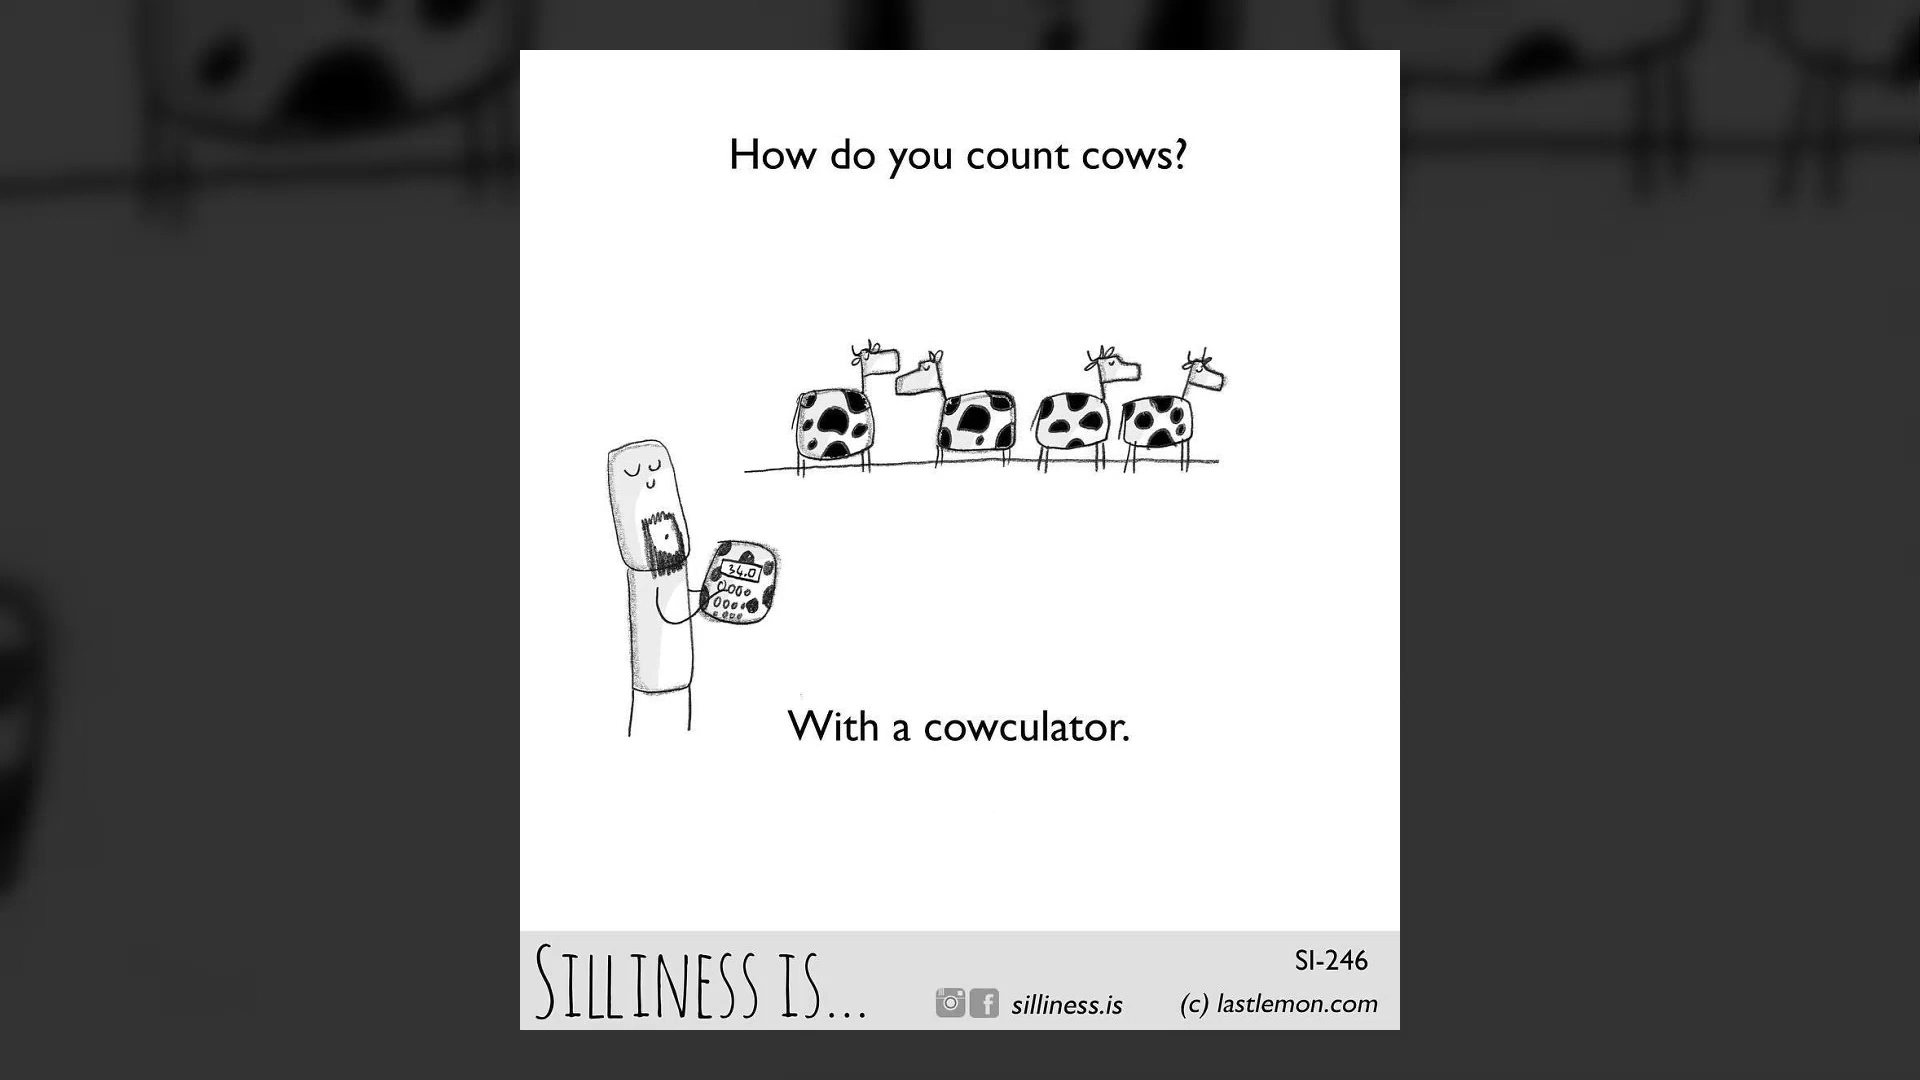 How do you count cows?
34.0
With a cowculator.
SILLINESS IS...
SI-246
silliness.is
(c) lastlemon.com